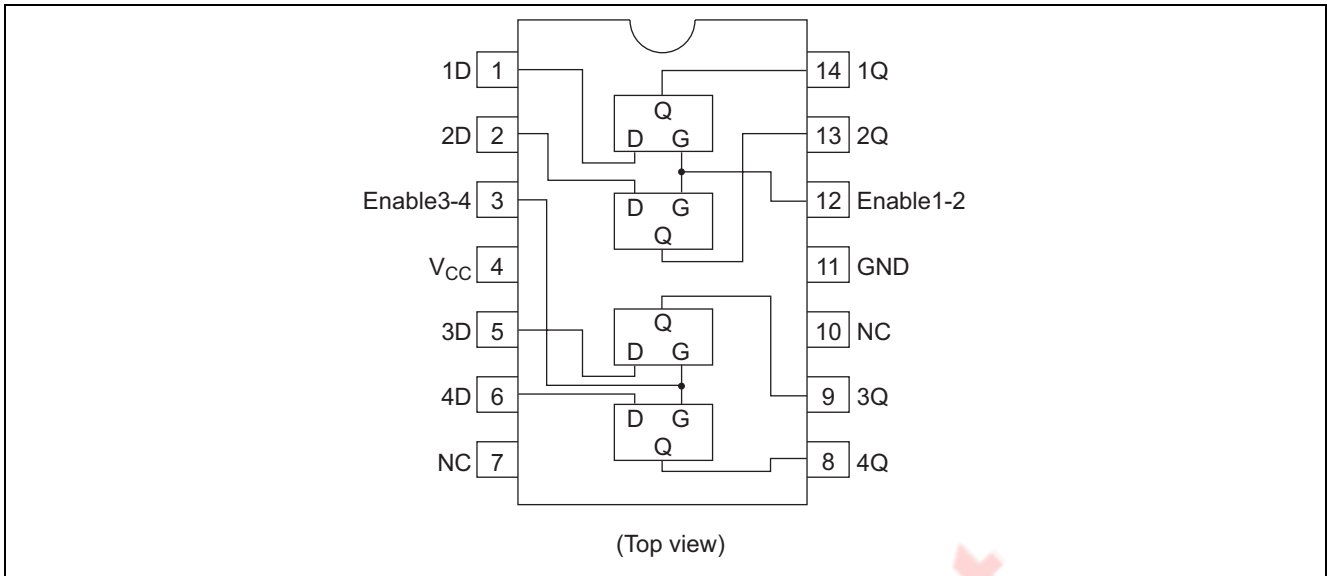 1D 1 14 1Q
Q
D G
2D 2 13 2Q
Enable3-4 3 12 Enable1-2
D G
Q
V_CC 4 11 GND
3D 5 10 NC
Q
D G
4D 6 9 3Q
D G
Q
NC 7 8 4Q
(Top view)